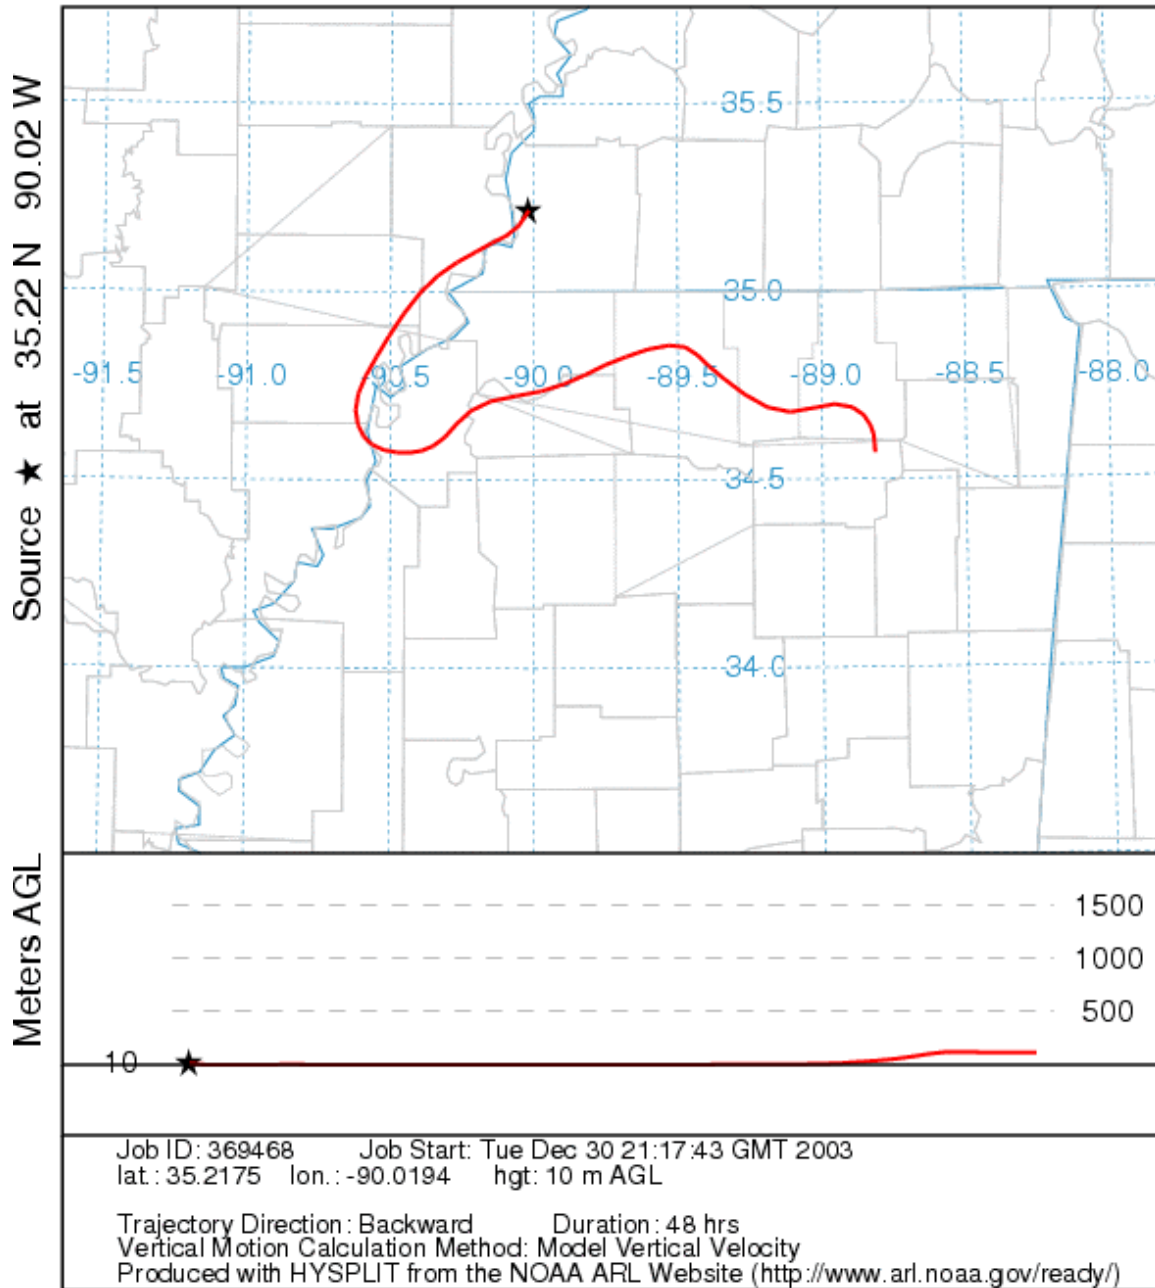 Source ★ at 35.22 N 90.02 W
35.5
35.0
-91.5 -91.0 -90.5 -90.0 -89.5 -89.0 -88.5 -88.0
34.5
34.0
Meters AGL
1500
1000
500
10
Job ID: 369468 Job Start: Tue Dec 30 21:17:43 GMT 2003
lat.: 35.2175 lon.: -90.0194 hgt: 10 m AGL
Trajectory Direction: Backward Duration: 48 hrs
Vertical Motion Calculation Method: Model Vertical Velocity
Produced with HYSPLIT from the NOAA ARL Website (http://www.arl.noaa.gov/ready/)